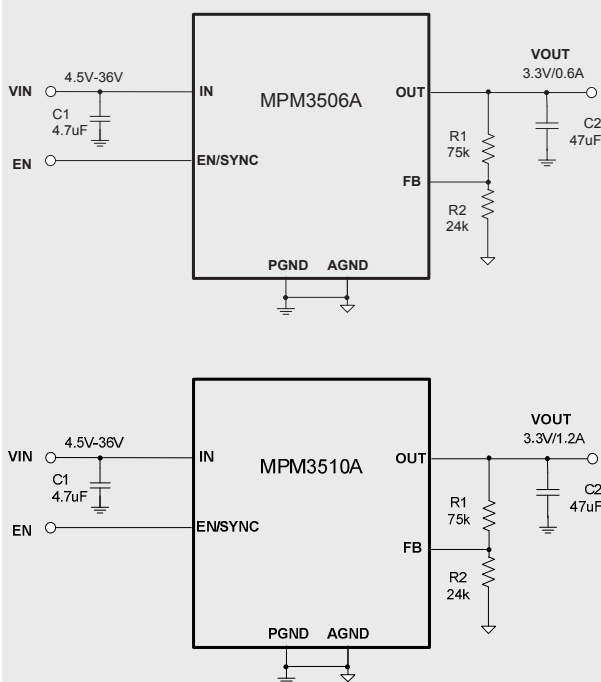 VOUT
3.3V/0.6A
VIN
4.5V-36V
IN
MPM3506A
OUT
C1
4.7uF
C2
47uF
R1
75k
EN
EN/SYNC
FB
R2
24k
PGND
AGND
VOUT
3.3V/1.2A
VIN
4.5V-36V
IN
MPM3510A
OUT
C1
4.7uF
C2
47uF
R1
75k
EN
EN/SYNC
FB
R2
24k
PGND
AGND